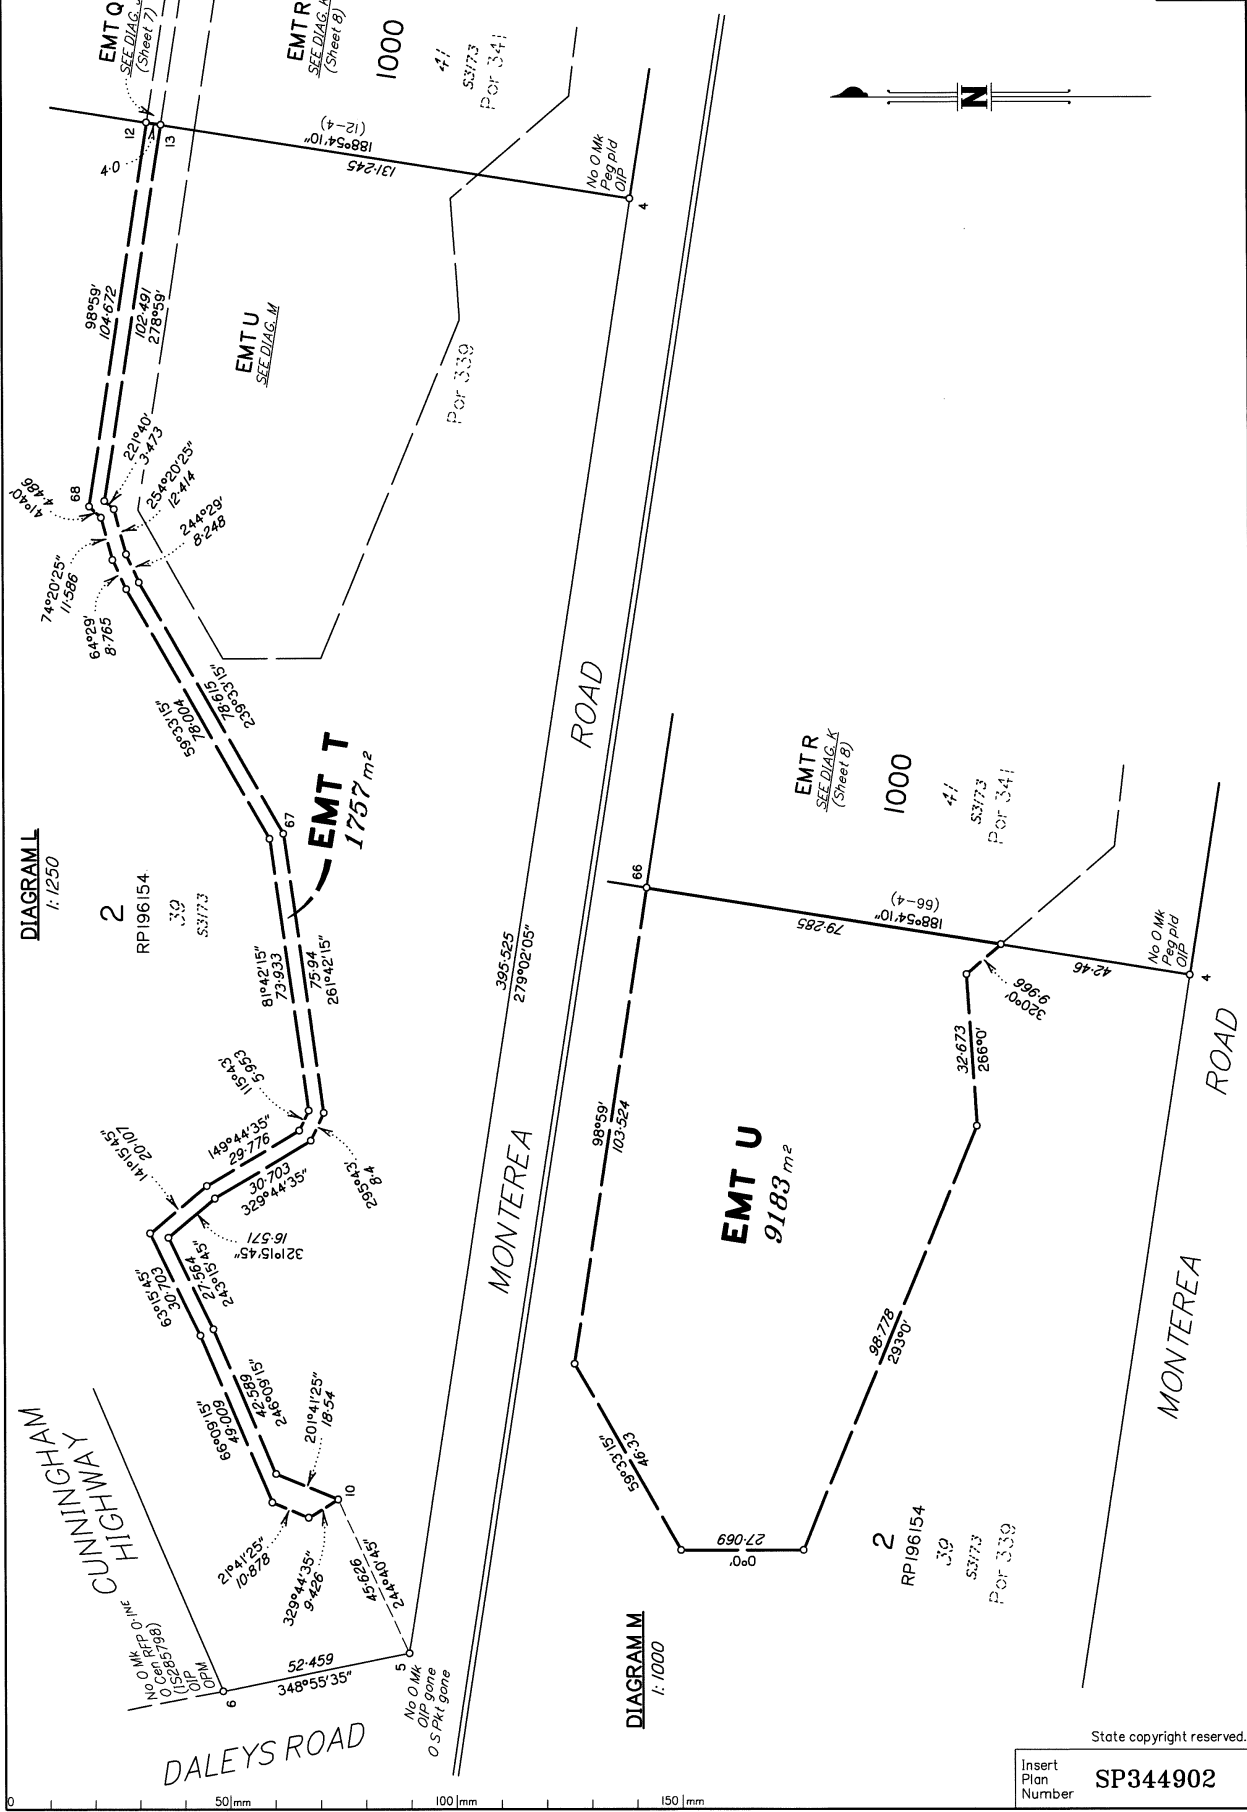 EMT Q
SEE DIAG. J
(Sheet 7)
EMT R
SEE DIAG. K
(Sheet 8)
1000
41
S3173
Por 341
12
4·0
13
188°54'10"
(12-4)
131·245
No O Mk
Peg pld
OIP
4
N
98°59'
104·672
102·491
278°59'
EMT U
SEE DIAG. M
Por 339
68
41°40'
4·486
221°40'
3·473
254°20'25"
12·414
244°29'
8·248
74°20'25"
11·586
64°29'
8·765
59°33'15"
78·004
78·615
239°33'15"
EMT T
1757 m²
67
DIAGRAM L
1: 1250
2
RP196154
39
S3173
81°42'15"
73·933
75·94
261°42'15"
115°43'
5·953
149°44'35"
29·776
30·703
329°44'35"
295°43'
8·4
141°15'45"
20·107
321°15'45"
16·571
63°15'45"
30·703
27·564
243°15'45"
66°09'15"
49·009
42·589
246°09'15"
201°41'25"
18·54
21°41'25"
10·878
329°44'35"
9·426
10
45·626
244°40'45"
395·525
279°02'05"
MONTEREA
ROAD
CUNNINGHAM
HIGHWAY
No O Mk
No RFP O·INE
O Cen
(IS285798)
OIP
OPM
6
52·459
348°55'35"
5
No O Mk
OIP gone
O S Pkt gone
DALEYS ROAD
DIAGRAM M
1: 1000
66
EMT R
SEE DIAG. K
(Sheet 8)
1000
41
S3173
Por 341
188°54'10"
(66-4)
79·285
42·46
No O Mk
Peg pld
OIP
4
98°59'
103·524
EMT U
9183 m²
32·673
266°0'
320°0'
9·966
98·778
293°0'
59°33'15"
46·33
27·069
0°0'
2
RP196154
39
S3173
Por 339
MONTEREA
ROAD
0
50 mm
100 mm
150 mm
State copyright reserved.
Insert
Plan
Number
SP344902